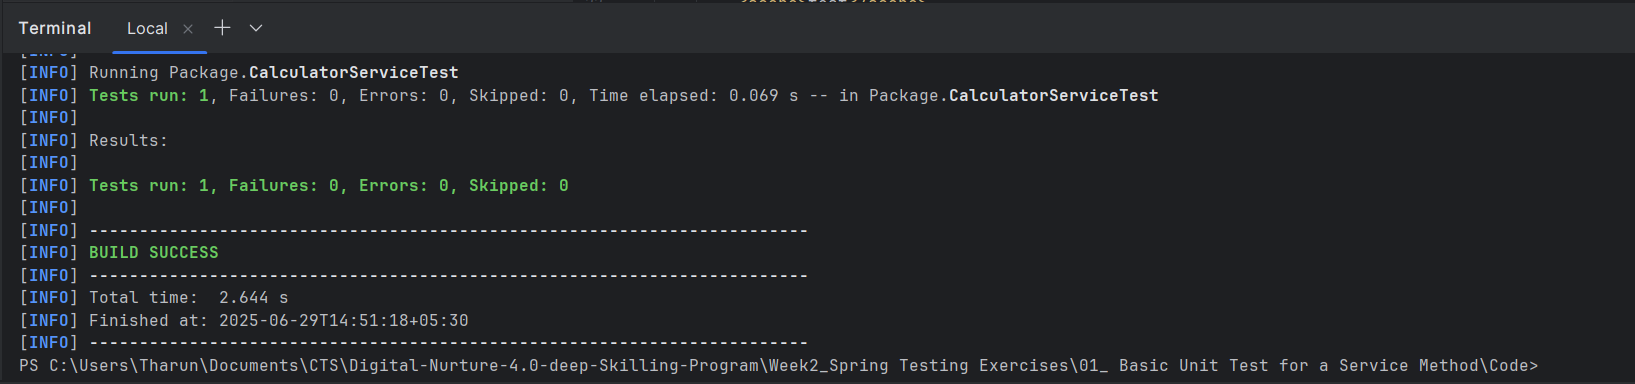 Terminal Local × + ∨
[INFO] Running Package.CalculatorServiceTest
[INFO] Tests run: 1, Failures: 0, Errors: 0, Skipped: 0, Time elapsed: 0.069 s -- in Package.CalculatorServiceTest
[INFO]
[INFO] Results:
[INFO]
[INFO] Tests run: 1, Failures: 0, Errors: 0, Skipped: 0
[INFO]
[INFO] ------------------------------------------------------------------------
[INFO] BUILD SUCCESS
[INFO] ------------------------------------------------------------------------
[INFO] Total time:  2.644 s
[INFO] Finished at: 2025-06-29T14:51:18+05:30
[INFO] ------------------------------------------------------------------------
PS C:\Users\Tharun\Documents\CTS\Digital-Nurture-4.0-deep-Skilling-Program\Week2_Spring Testing Exercises\01_ Basic Unit Test for a Service Method\Code>